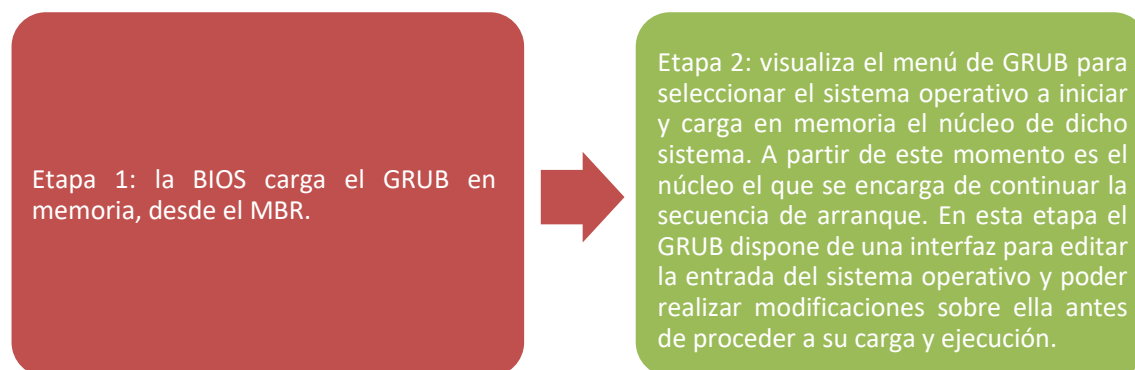 Etapa 1: la BIOS carga el GRUB en
memoria, desde el MBR.
Etapa 2: visualiza el menú de GRUB para
seleccionar el sistema operativo a iniciar
y carga en memoria el núcleo de dicho
sistema. A partir de este momento es el
núcleo el que se encarga de continuar la
secuencia de arranque. En esta etapa el
GRUB dispone de una interfaz para editar
la entrada del sistema operativo y poder
realizar modificaciones sobre ella antes
de proceder a su carga y ejecución.